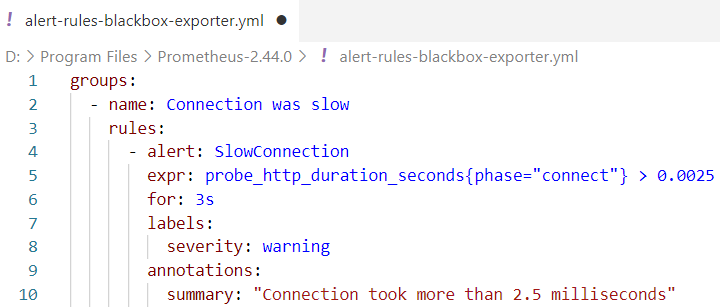 ! alert-rules-blackbox-exporter.yml ●
D: > Program Files > Prometheus-2.44.0 > ! alert-rules-blackbox-exporter.yml
1 groups:
2   - name: Connection was slow
3     rules:
4       - alert: SlowConnection
5         expr: probe_http_duration_seconds{phase="connect"} > 0.0025
6         for: 3s
7         labels:
8           severity: warning
9         annotations:
10           summary: "Connection took more than 2.5 milliseconds"